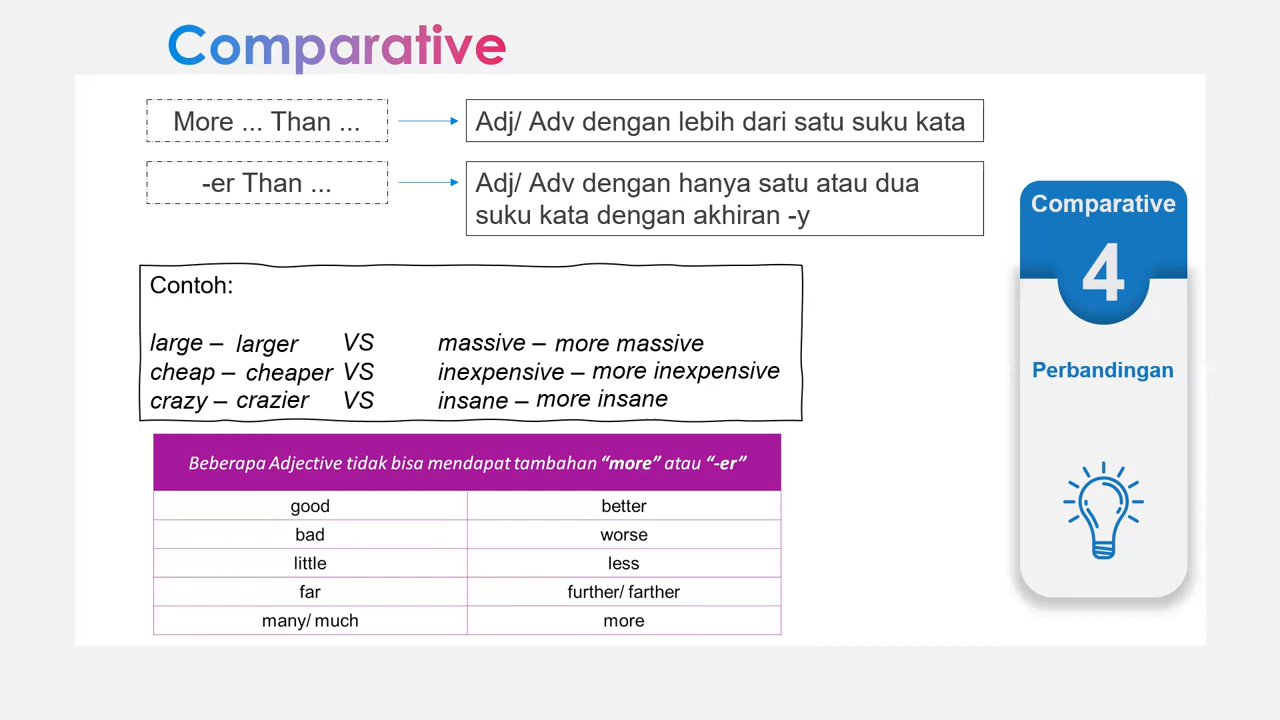 Comparative
More ... Than ...
Adj/ Adv dengan lebih dari satu suku kata
-er Than ...
Adj/ Adv dengan hanya satu atau dua
suku kata dengan akhiran -y
Contoh:
large – larger VS massive – more massive
cheap – cheaper VS inexpensive – more inexpensive
crazy – crazier VS insane – more insane
Beberapa Adjective tidak bisa mendapat tambahan “more” atau “-er”
good better
bad worse
little less
far further/ farther
many/ much more
Comparative
4
Perbandingan